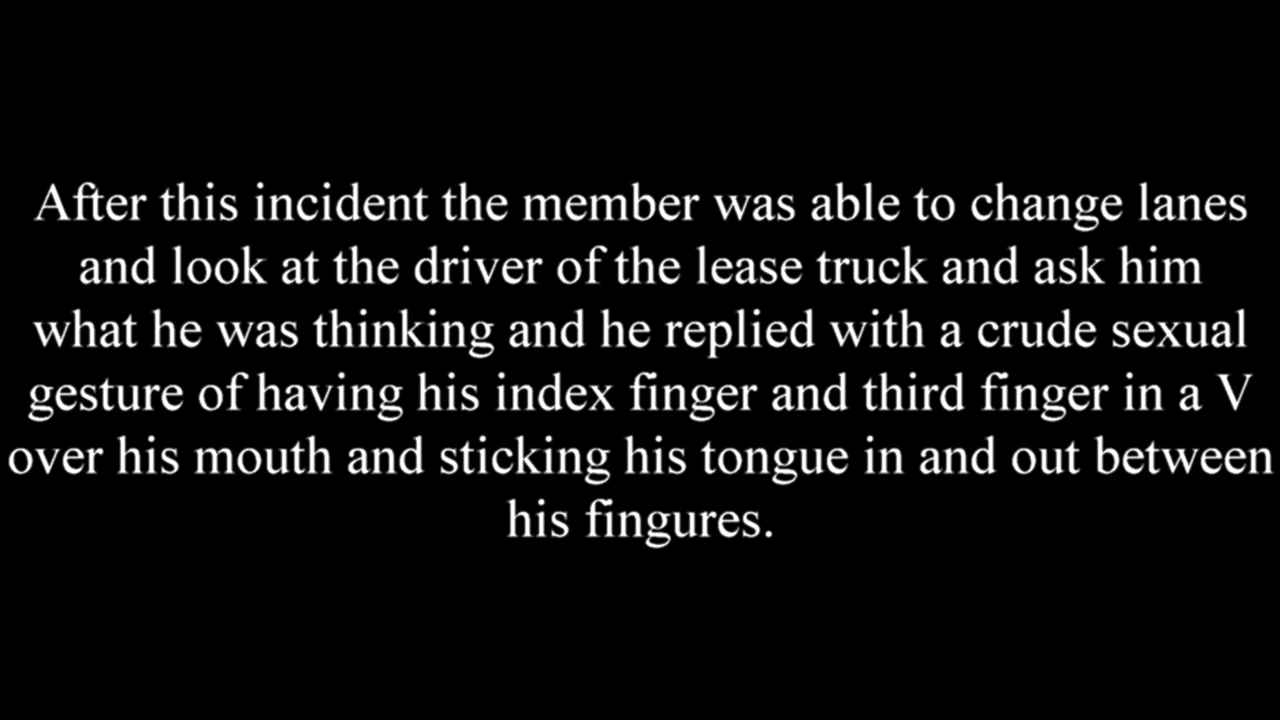 After this incident the member was able to change lanes
and look at the driver of the lease truck and ask him
what he was thinking and he replied with a crude sexual
gesture of having his index finger and third finger in a V
over his mouth and sticking his tongue in and out between
his fingures.